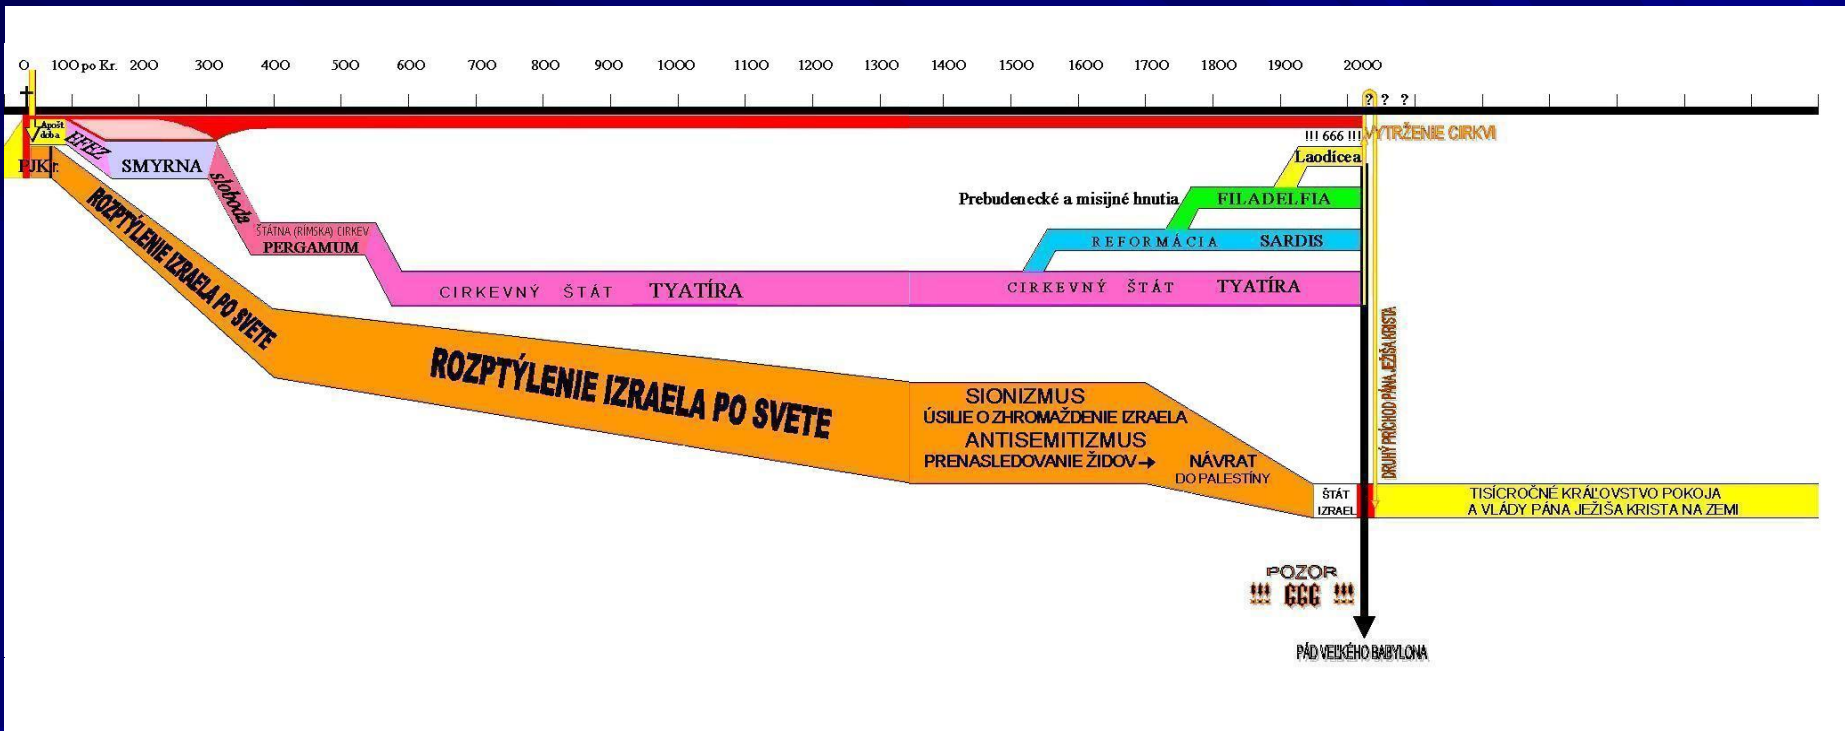 0 100 po Kr. 200 300 400 500 600 700 800 900 1000 1100 1200 1300 1400 1500 1600 1700 1800 1900 2000
? ? ?
Apošt.
doba
EFEZ
SMYRNA
sloboda
ŠTÁTNA (RÍMSKA) CIRKEV
PERGAMUM
CIRKEVNÝ ŠTÁT TYATÍRA
CIRKEVNÝ ŠTÁT TYATÍRA
REFORMÁCIA SARDIS
Prebudenecké a misijné hnutia
FILADELFIA
Laodícea
!!! 666 !!!
VYTRŽENIE CIRKVI
ROZPTÝLENIE IZRAELA PO SVETE
ROZPTÝLENIE IZRAELA PO SVETE
SIONIZMUS
ÚSILIE O ZHROMAŽDENIE IZRAELA
ANTISEMITIZMUS
PRENASLEDOVANIE ŽIDOV
NÁVRAT
DO PALESTÍNY
ŠTÁT
IZRAEL
DRUHÝ PRÍCHOD PÁNA JEŽIŠA KRISTA
TISÍCROČNÉ KRÁĽOVSTVO POKOJA
A VLÁDY PÁNA JEŽIŠA KRISTA NA ZEMI
POZOR
!!! 666 !!!
PÁD VEĽKÉHO BABYLONA